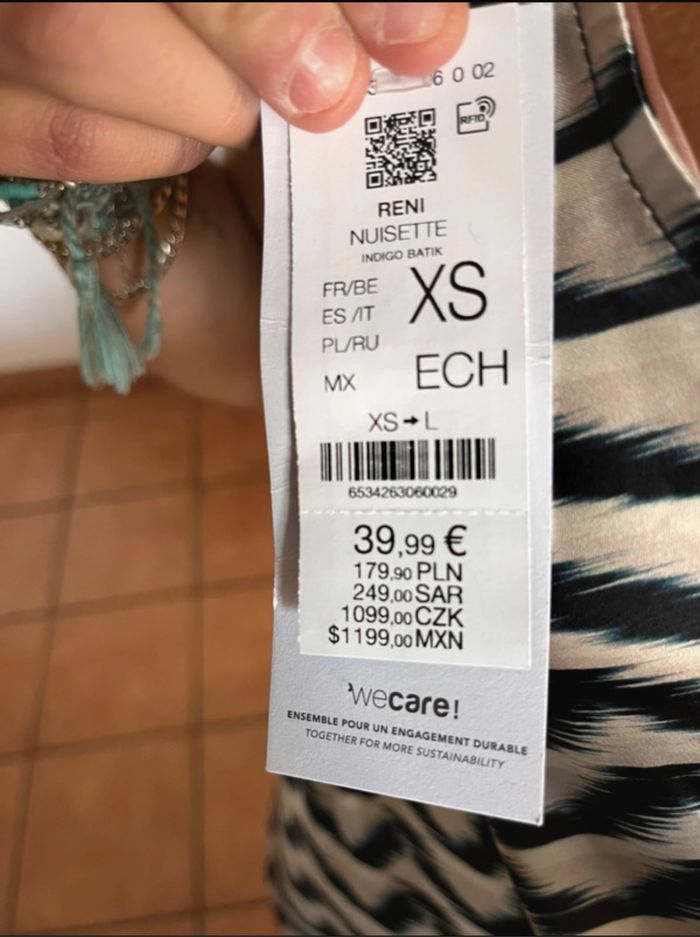 6 0 02
RFID
RENI
NUISETTE
INDIGO BATIK
FR/BE
ES /IT
XS
PL/RU
MX
ECH
XS→L
6534263060029
39,99 €
179,90 PLN
249,00 SAR
1099,00 CZK
$1199,00 MXN
wecare!
ENSEMBLE POUR UN ENGAGEMENT DURABLE
TOGETHER FOR MORE SUSTAINABILITY